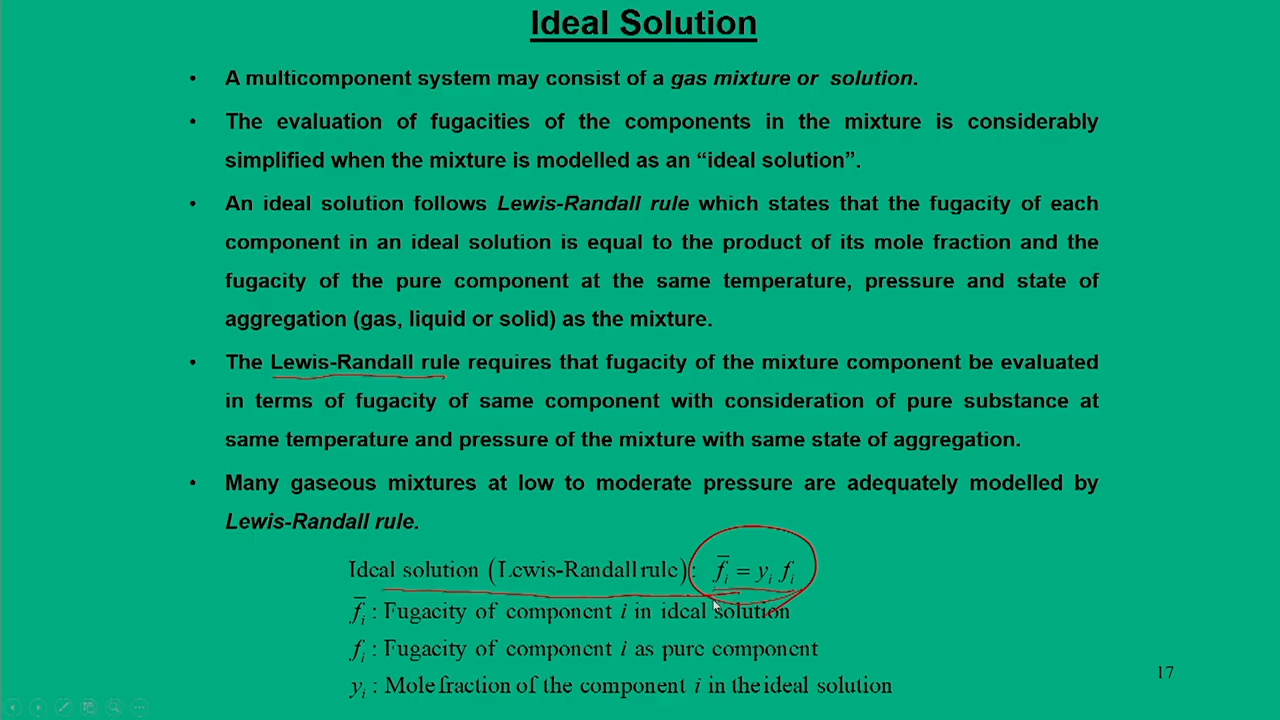 Ideal Solution
• A multicomponent system may consist of a gas mixture or solution.
• The evaluation of fugacities of the components in the mixture is considerably
simplified when the mixture is modelled as an “ideal solution”.
• An ideal solution follows Lewis-Randall rule which states that the fugacity of each
component in an ideal solution is equal to the product of its mole fraction and the
fugacity of the pure component at the same temperature, pressure and state of
aggregation (gas, liquid or solid) as the mixture.
• The Lewis-Randall rule requires that fugacity of the mixture component be evaluated
in terms of fugacity of same component with consideration of pure substance at
same temperature and pressure of the mixture with same state of aggregation.
• Many gaseous mixtures at low to moderate pressure are adequately modelled by
Lewis-Randall rule.
Ideal solution (Lewis-Randall rule): f̅ᵢ = yᵢ fᵢ
f̅ᵢ : Fugacity of component i in ideal solution
fᵢ : Fugacity of component i as pure component
yᵢ : Mole fraction of the component i in the ideal solution
17